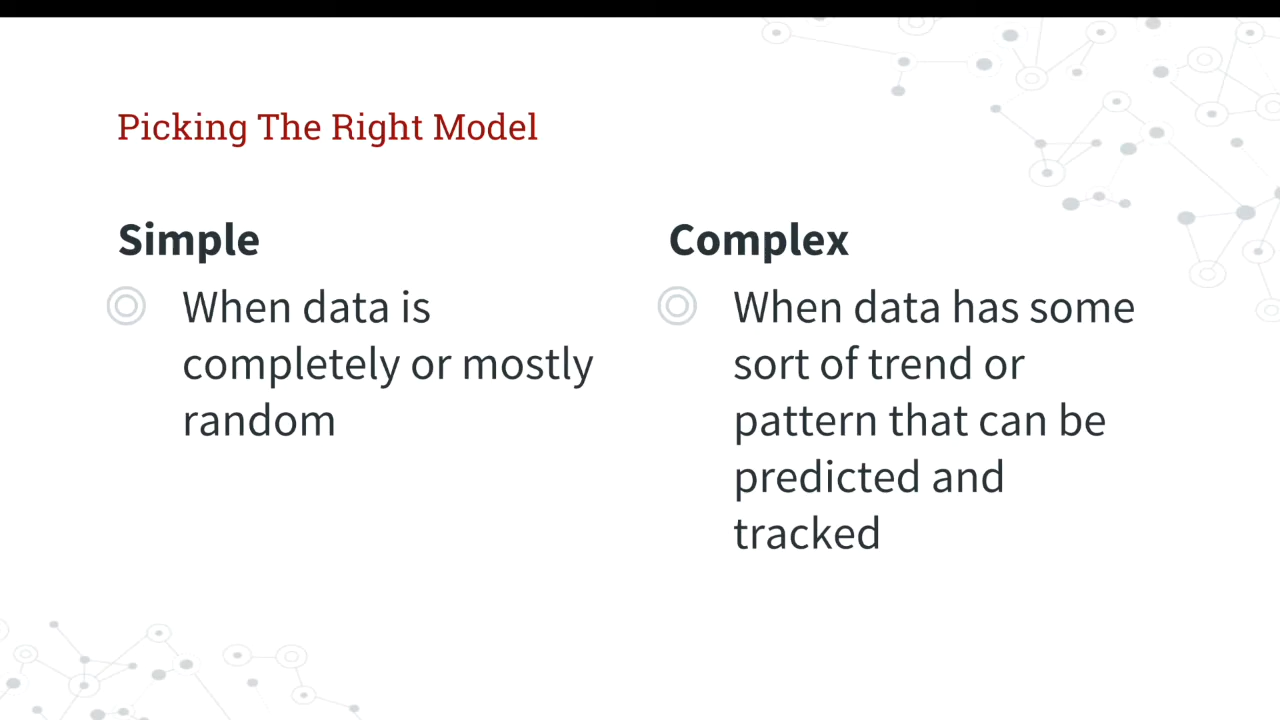 Picking The Right Model
Simple
When data is
completely or mostly
random
Complex
When data has some
sort of trend or
pattern that can be
predicted and
tracked